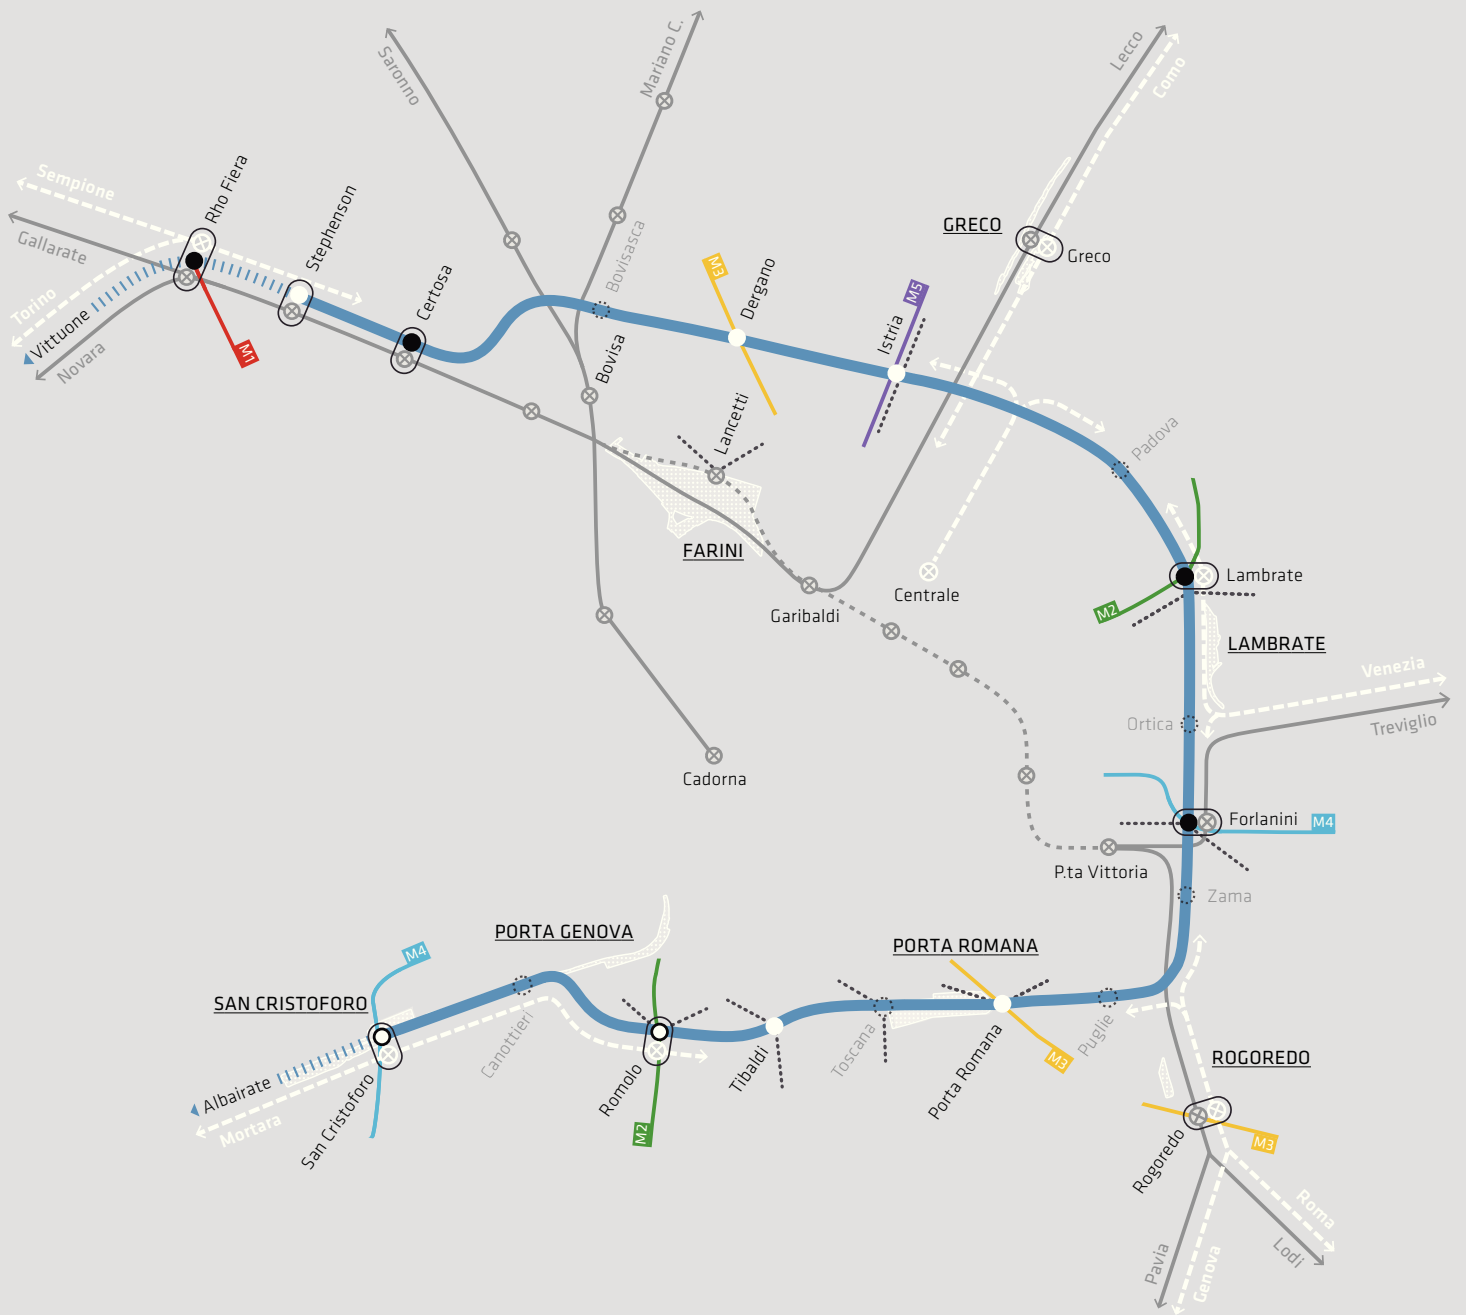 Saronno
Mariano C.
Lecco
Como
Sempione
Rho Fiera
Stephenson
Gallarate
Certosa
Bovisasca
M3
Dergano
M5
GRECO
Greco
Torino
Vittuone
Novara
M1
Bovisa
Istria
Lancetti
Padova
FARINI
Garibaldi
Centrale
Lambrate
M2
LAMBRATE
Venezia
Treviglio
Ortica
Cadorna
Forlanini
M4
P.ta Vittoria
Zama
PORTA GENOVA
PORTA ROMANA
M4
SAN CRISTOFORO
Canottieri
Toscana
Puglie
Tibaldi
Porta Romana
M3
ROGOREDO
Albairate
Mortara
San Cristoforo
Romolo
M2
Rogoredo
M3
Roma
Lodi
Pavia
Genova